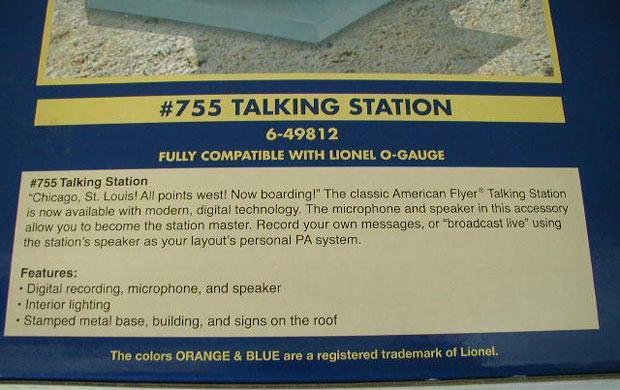 #755 TALKING STATION
6-49812
FULLY COMPATIBLE WITH LIONEL O-GAUGE
#755 Talking Station
"Chicago, St. Louis! All points west! Now boarding!" The classic American Flyer® Talking Station
is now available with modern, digital technology. The microphone and speaker in this accessory
allow you to become the station master. Record your own messages, or "broadcast live" using
the station's speaker as your layout's personal PA system.
Features:
• Digital recording, microphone, and speaker
• Interior lighting
• Stamped metal base, building, and signs on the roof
The colors ORANGE & BLUE are a registered trademark of Lionel.